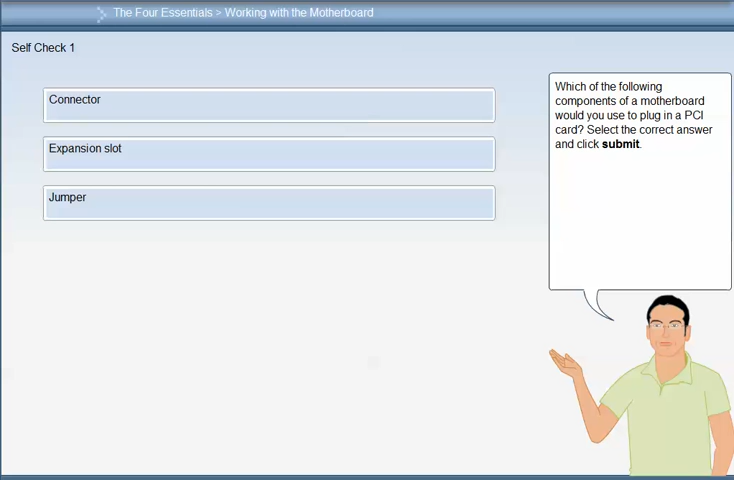 The Four Essentials > Working with the Motherboard
Self Check 1
Connector
Expansion slot
Jumper
Which of the following
components of a motherboard
would you use to plug in a PCI
card? Select the correct answer
and click submit.